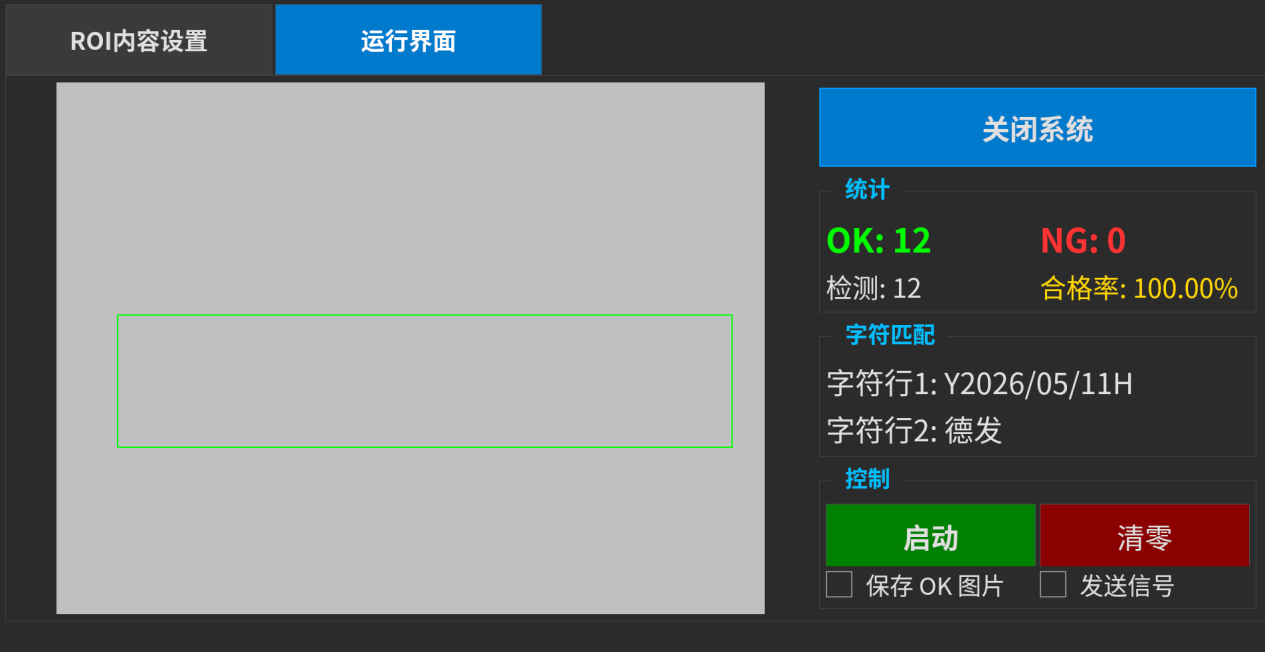 ROI内容设置
运行界面
关闭系统
统计
OK: 12
NG: 0
检测: 12
合格率: 100.00%
字符匹配
字符行1: Y2026/05/11H
字符行2: 德发
控制
启动
清零
保存 OK 图片
发送信号